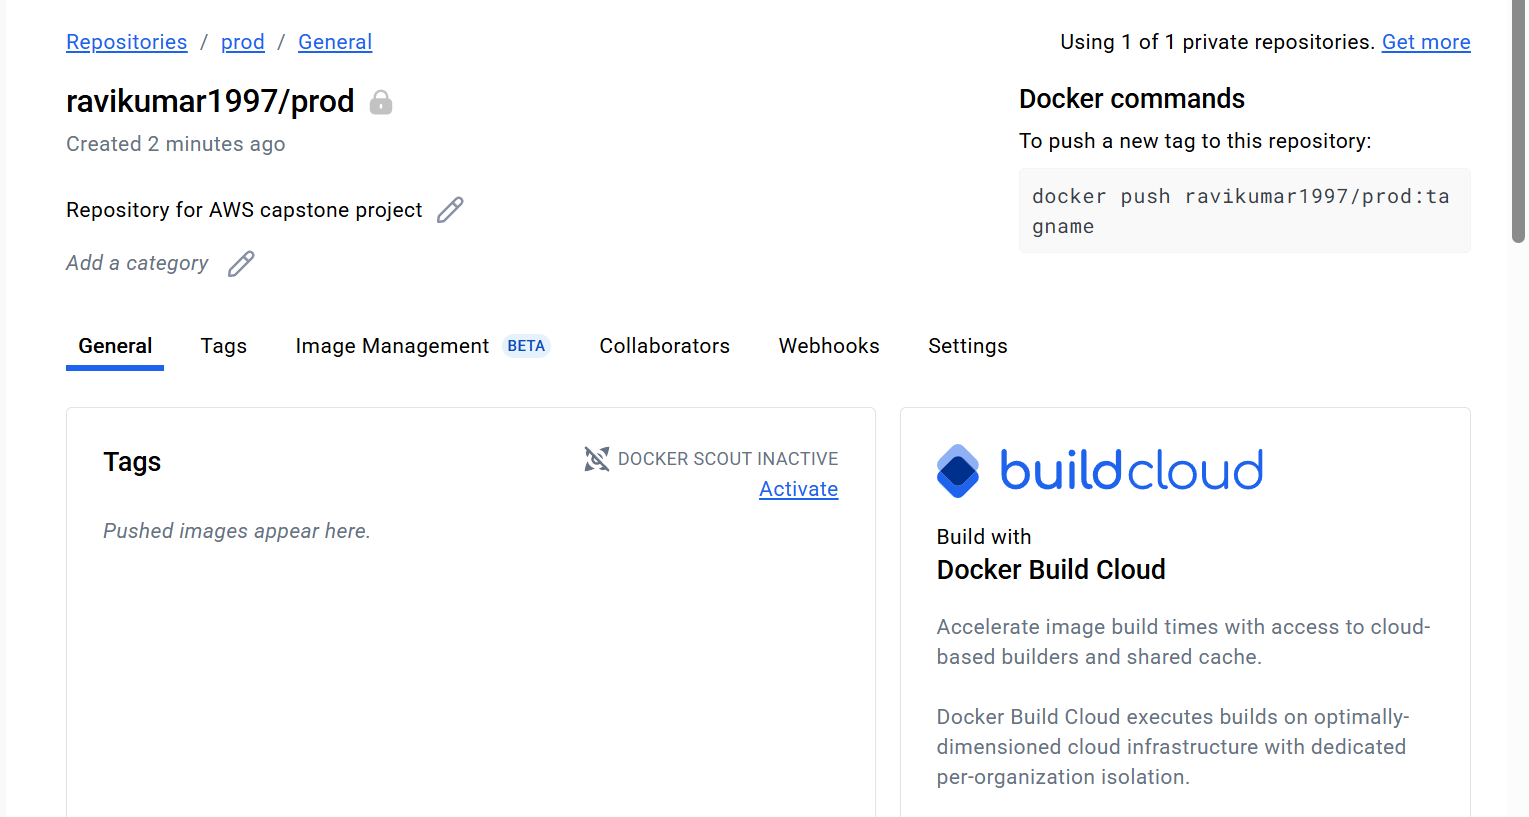 Repositories / prod / General
Using 1 of 1 private repositories. Get more
ravikumar1997/prod
Created 2 minutes ago
Repository for AWS capstone project
Add a category
Docker commands
To push a new tag to this repository:
docker push ravikumar1997/prod:ta
gname
General Tags Image Management BETA Collaborators Webhooks Settings
Tags
DOCKER SCOUT INACTIVE
Activate
Pushed images appear here.
buildcloud
Build with
Docker Build Cloud
Accelerate image build times with access to cloud-
based builders and shared cache.
Docker Build Cloud executes builds on optimally-
dimensioned cloud infrastructure with dedicated
per-organization isolation.